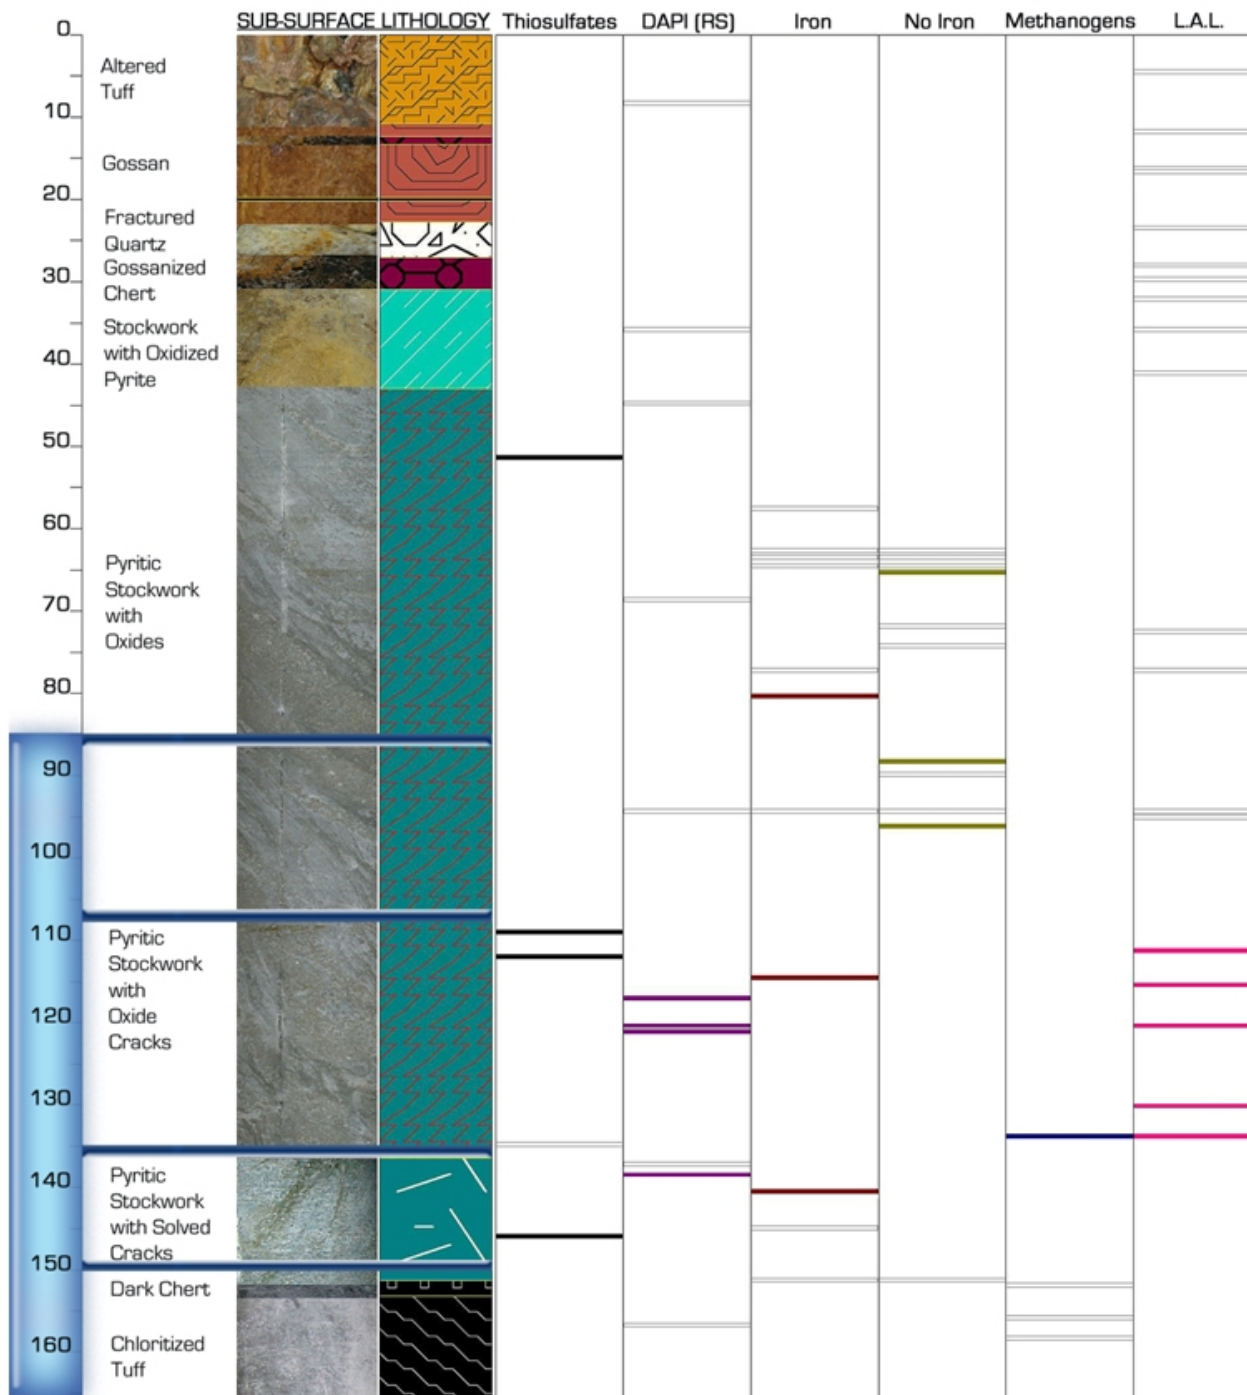 SUB-SURFACE LITHOLOGY Thiosulfates DAPI (RS) Iron No Iron Methanogens L.A.L.
0
Altered
Tuff
10
Gossan
20
Fractured
Quartz
Gossanized
30
Chert
Stockwork
with Oxidized
40
Pyrite
50
60
Pyritic
Stockwork
70
with
Oxides
80
90
100
110
Pyritic
Stockwork
with
120
Oxide
Cracks
130
140
Pyritic
Stockwork
with Solved
Cracks
150
Dark Chert
160
Chloritized
Tuff